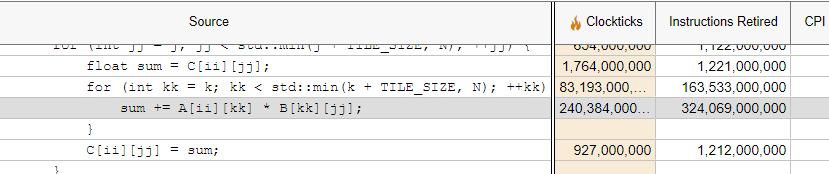 Source Clockticks Instructions Retired CPI
for (int jj = j; jj < std::min(j + TILE_SIZE, N); ++jj) { 654,000,000 1,122,000,000
float sum = C[ii][jj]; 1,764,000,000 1,221,000,000
for (int kk = k; kk < std::min(k + TILE_SIZE, N); ++kk) 83,193,000,... 163,533,000,000
sum += A[ii][kk] * B[kk][jj]; 240,384,000... 324,069,000,000
}
C[ii][jj] = sum; 927,000,000 1,212,000,000
}